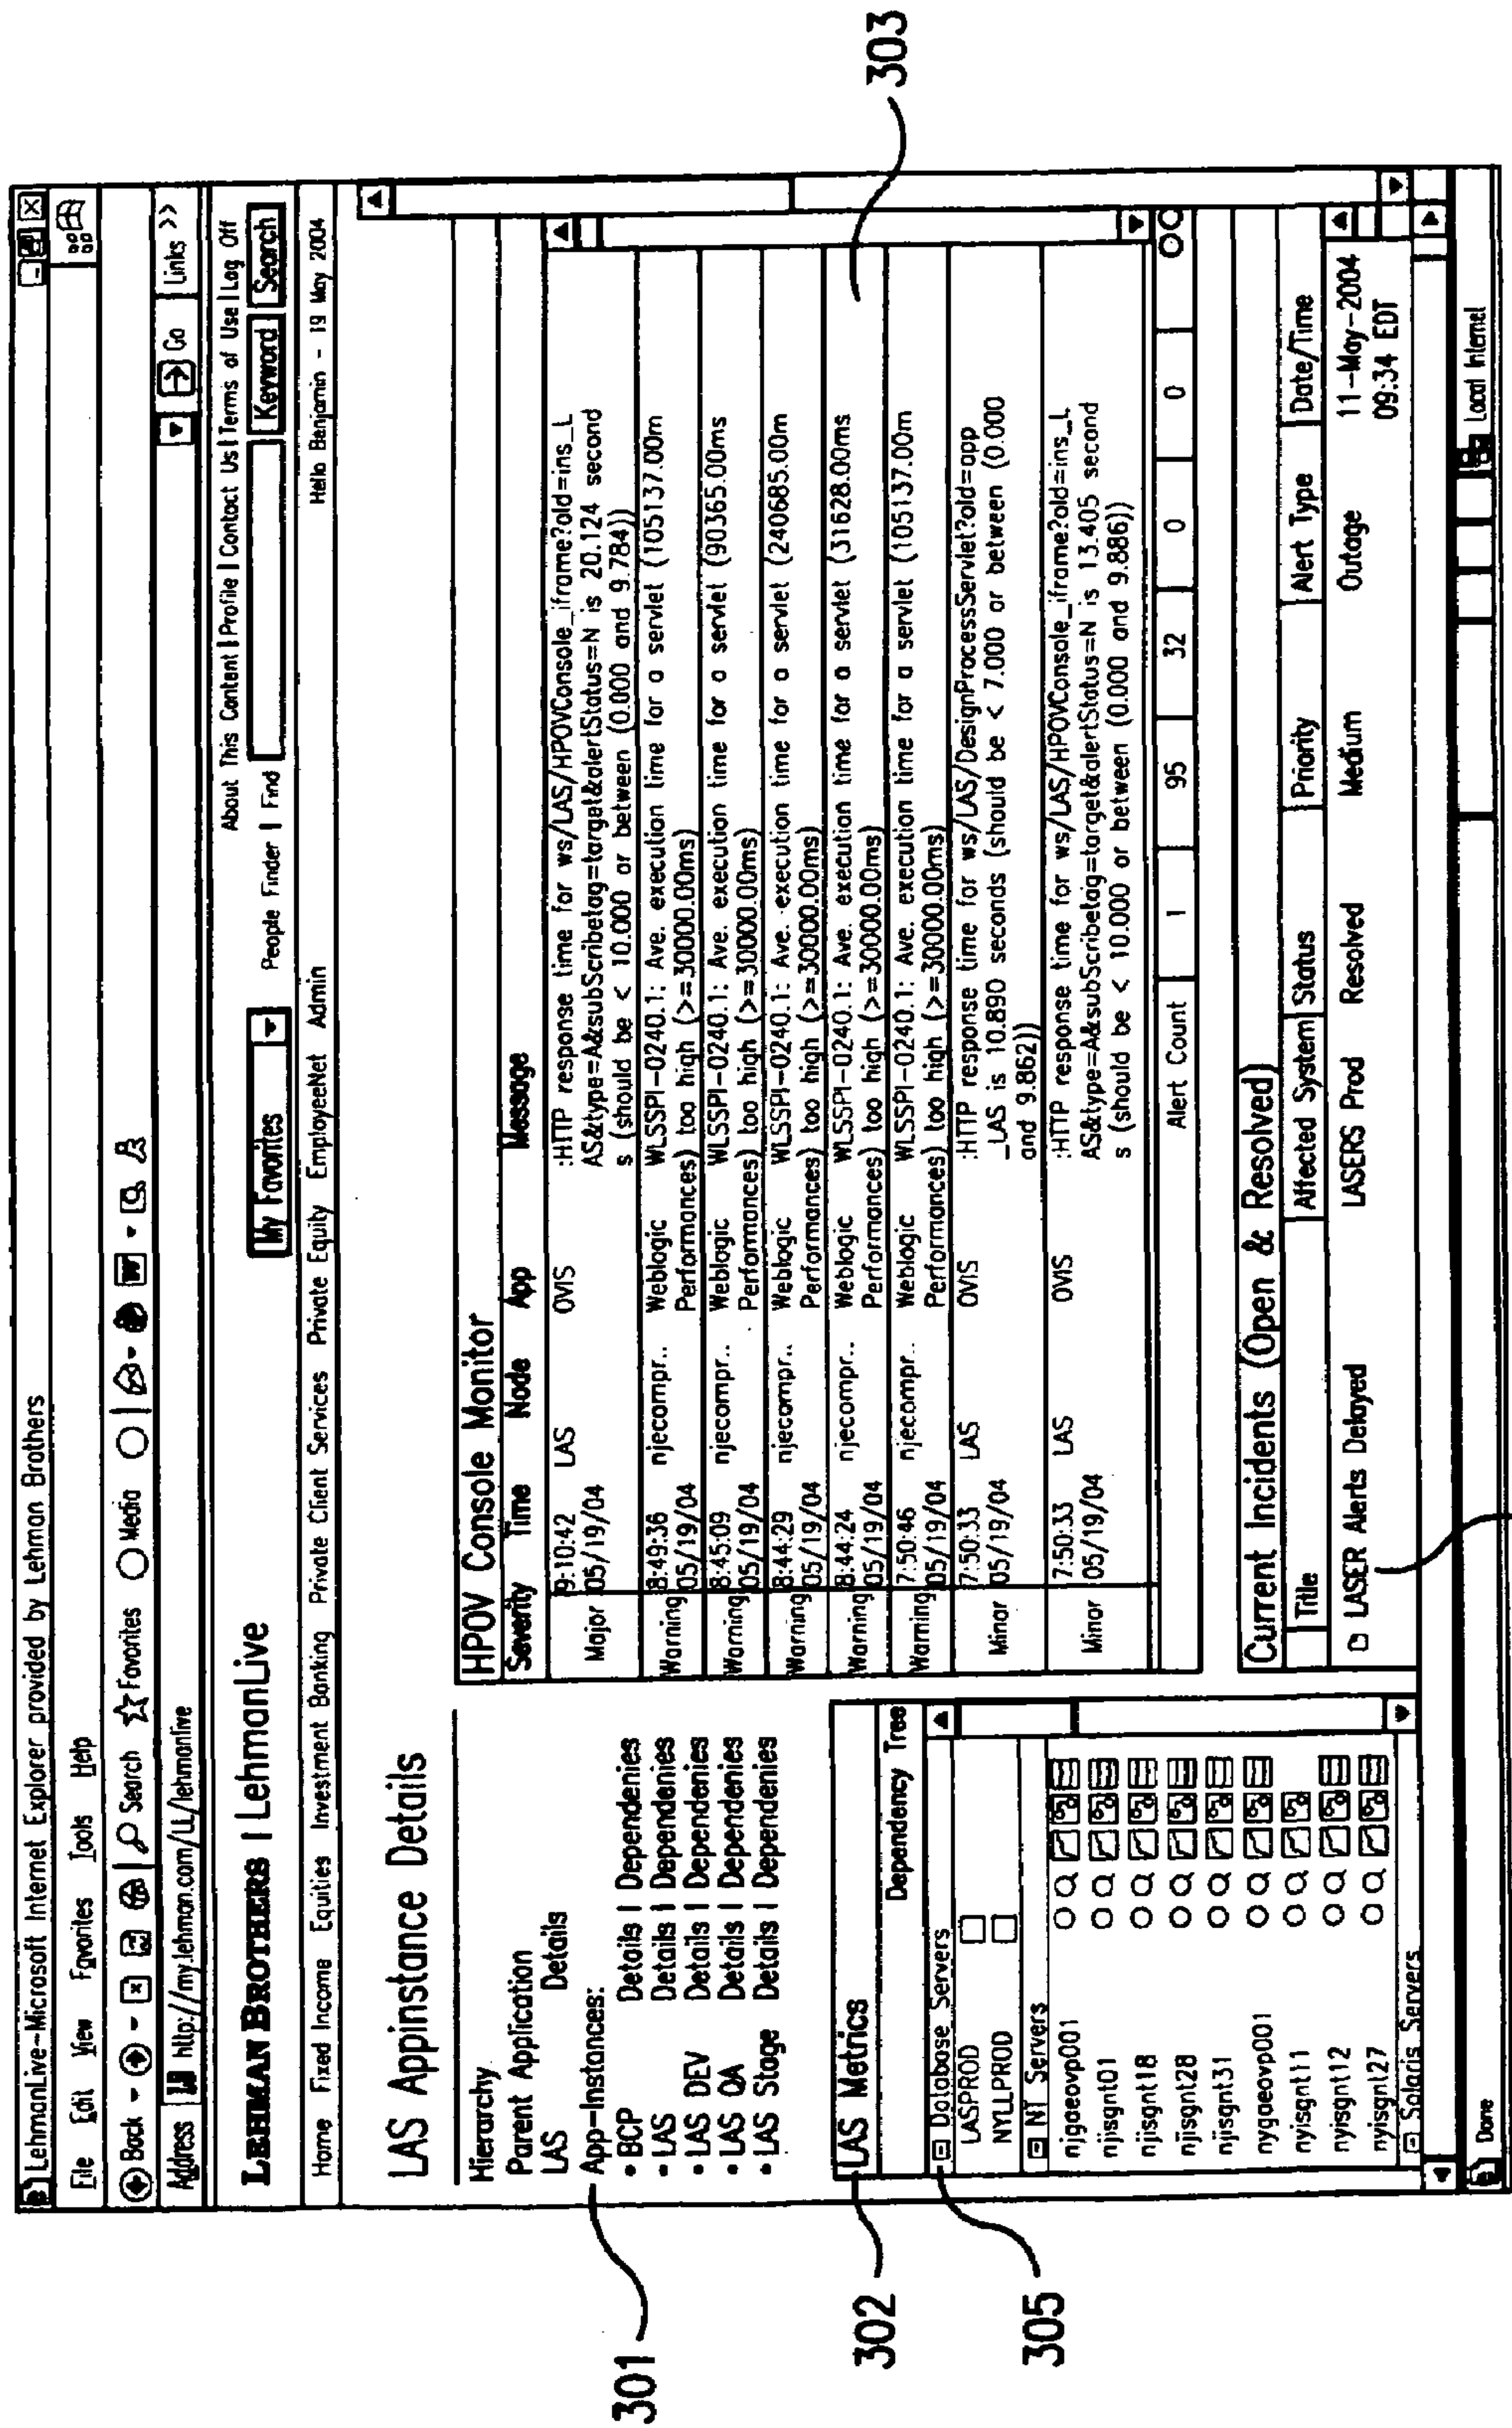 LehmanLive-Microsoft Internet Explorer provided by Lehman Brothers
File Edit View Favorites Tools Help
Back Search Favorites Media
Address http://my.lehman.com/LL/lehmanlive Go Links >>
LEHMAN BROTHERS | LehmanLive
About This Content | Profile | Contact Us | Terms of Use | Log Off
My Favorites People Finder | Find Keyword Search
Home Fixed Income Equities Investment Banking Private Client Services Private Equity EmployeeNet Admin Hello Benjamin - 19 May 2004
LAS Appinstance Details
Hierarchy
Parent Application
LAS Details
App-Instances:
• BCP Details | Dependenies
• LAS Details | Dependenies
• LAS DEV Details | Dependenies
• LAS QA Details | Dependenies
• LAS Stage Details | Dependenies
301
LAS Metrics
302
Dependency Tree
Database Servers
305
LASPROD
NYLLPROD
NT Servers
njgaeovp001
njisgnt01
njisgnt18
njisgnt28
njisgnt31
nygaeovp001
nyisgnt11
nyisgnt12
nyisgnt27
Solaris Servers
HPOV Console Monitor
Severity Time Node App Message
Major 9:10:42 05/19/04 LAS OVIS :HTTP response time for ws/LAS/HPOVConsole_iframe?old=ins_L
AS&type=A&subScribetag=target&alertStatus=N is 20.124 second
s (should be < 10.000 or between (0.000 and 9.784))
Warning 8:49:36 05/19/04 njecompr.. Weblogic WLSSPI-0240.1: Ave. execution time for a servlet (105137.00m
Performances) too high (>=30000.00ms)
Warning 8:45:09 05/19/04 njecompr.. Weblogic WLSSPI-0240.1: Ave. execution time for a servlet (90365.00ms
Performances) too high (>=30000.00ms)
Warning 8:44:29 05/19/04 njecompr.. Weblogic WLSSPI-0240.1: Ave. execution time for a servlet (240685.00m
Performances) too high (>=30000.00ms)
Warning 8:44:24 05/19/04 njecompr.. Weblogic WLSSPI-0240.1: Ave. execution time for a servlet (31628.00ms
Performances) too high (>=30000.00ms)
303
Warning 7:50:46 05/19/04 njecompr.. Weblogic WLSSPI-0240.1: Ave. execution time for a servlet (105137.00m
Performances) too high (>=30000.00ms)
Minor 7:50:33 05/19/04 LAS OVIS :HTTP response time for ws/LAS/DesignProcessServlet?old=app
_LAS is 10.890 seconds (should be < 7.000 or between (0.000
and 9.862))
Minor 7:50:33 05/19/04 LAS OVIS :HTTP response time for ws/LAS/HPOVConsole_iframe?old=ins_L
AS&type=A&subScribetag=target&alertStatus=N is 13.405 second
s (should be < 10.000 or between (0.000 and 9.886))
Alert Count 1 95 32 0 0
Current Incidents (Open & Resolved)
Title Affected System Status Priority Alert Type Date/Time
LASER Alerts Delayed LASERS Prod Resolved Medium Outage 11-May-2004
09:34 EDT
Done Local Internet